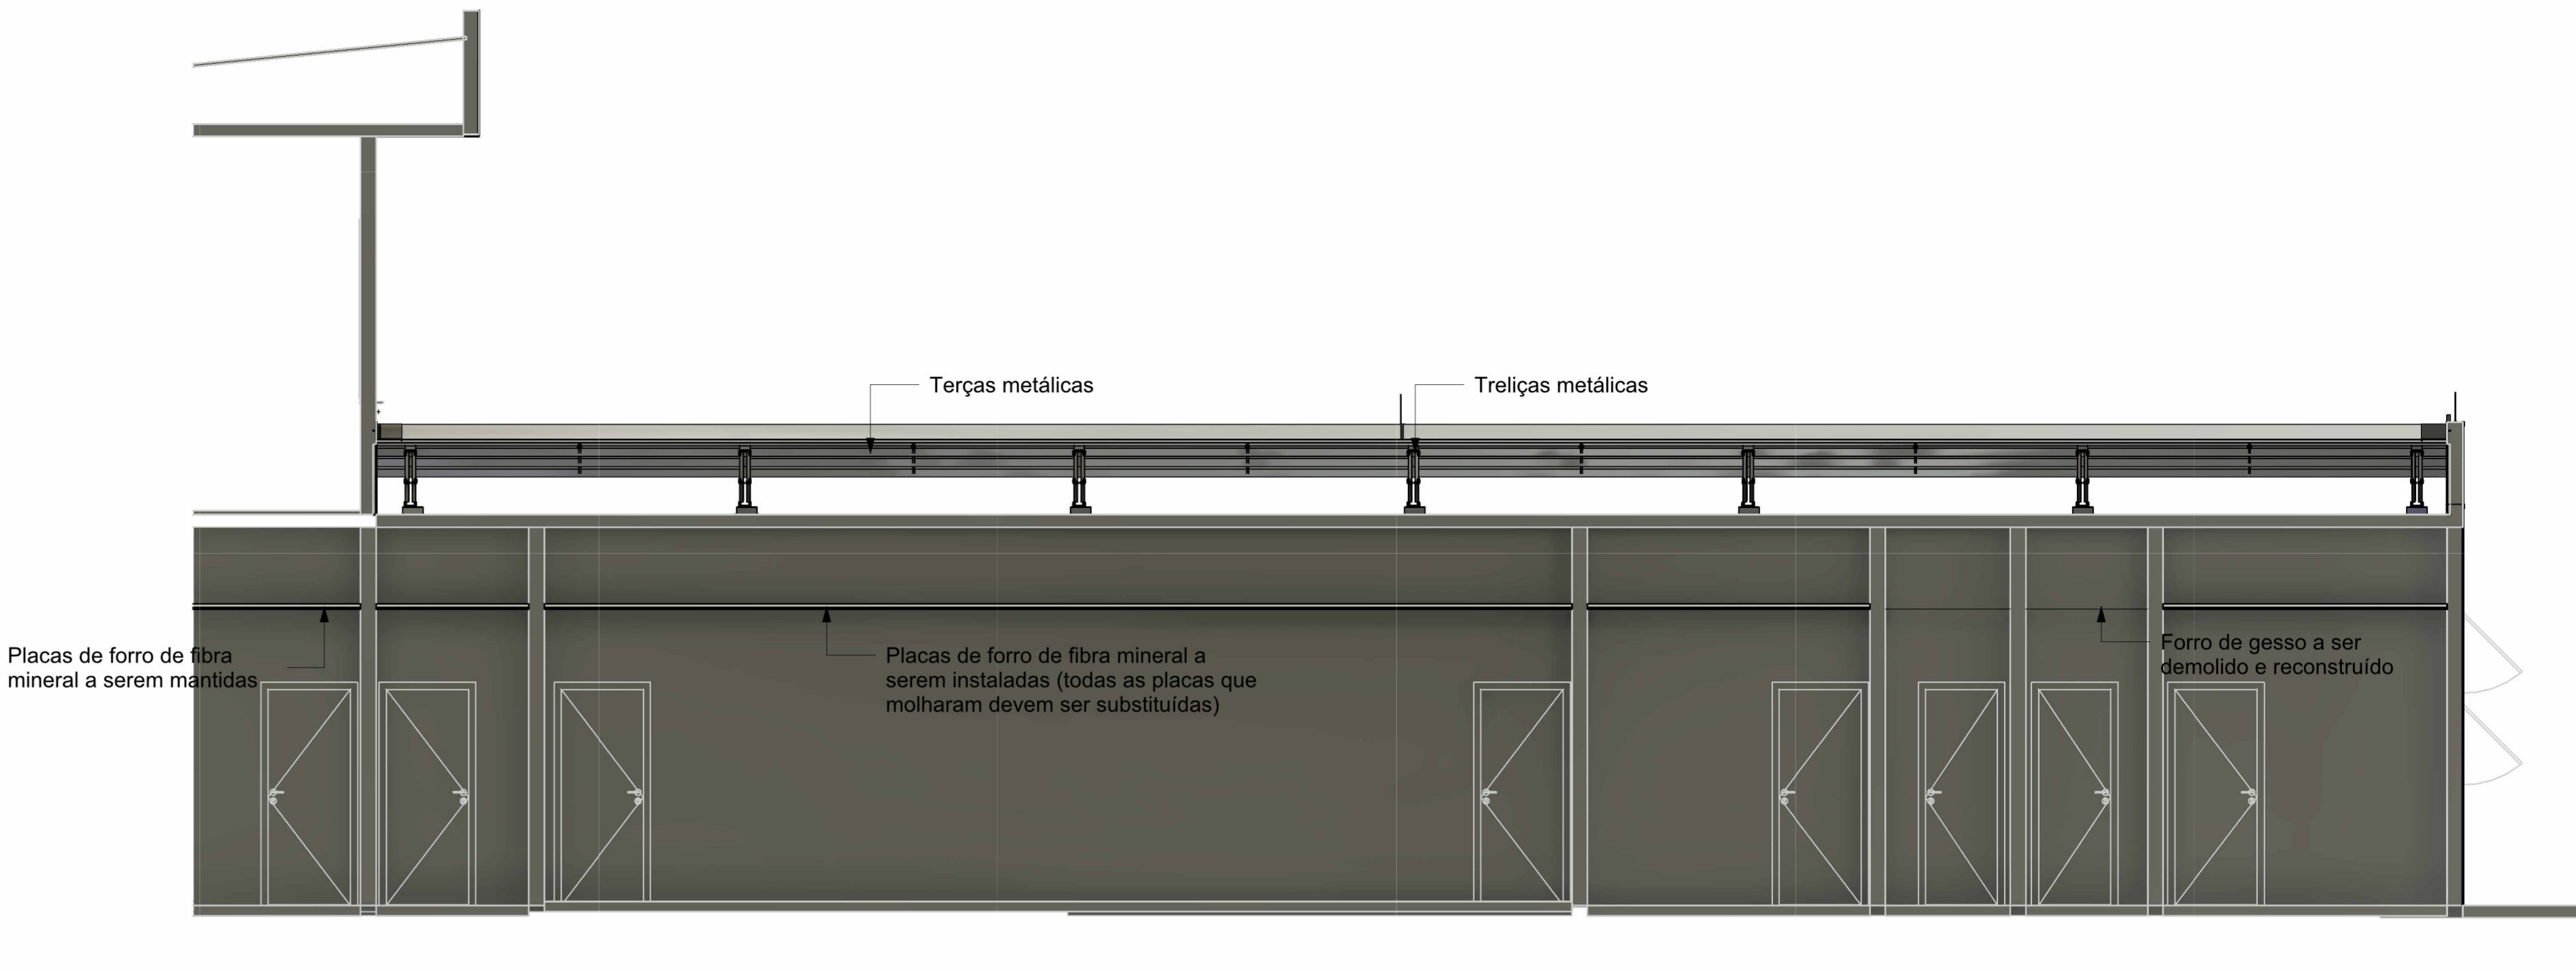 Terças metálicas
Treliças metálicas
Placas de forro de fibra
mineral a serem mantidas
Placas de forro de fibra mineral a
serem instaladas (todas as placas que
molharam devem ser substituídas)
Forro de gesso a ser
demolido e reconstruído